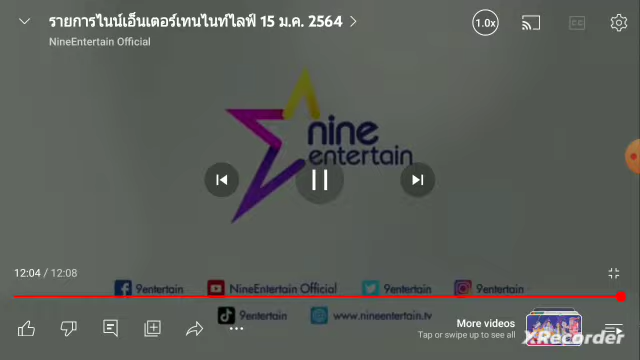 รายการไนน์เอ็นเตอร์เทนไนท์ไลฟ์ 15 ม.ค. 2564
NineEntertain Official
1.0x
CC
nine
entertain
12:04 / 12:08
9entertain
NineEntertain Official
9entertain
9entertain
9entertain
www.nineentertain.tv
More videos
Tap or swipe up to see all
XRecorder